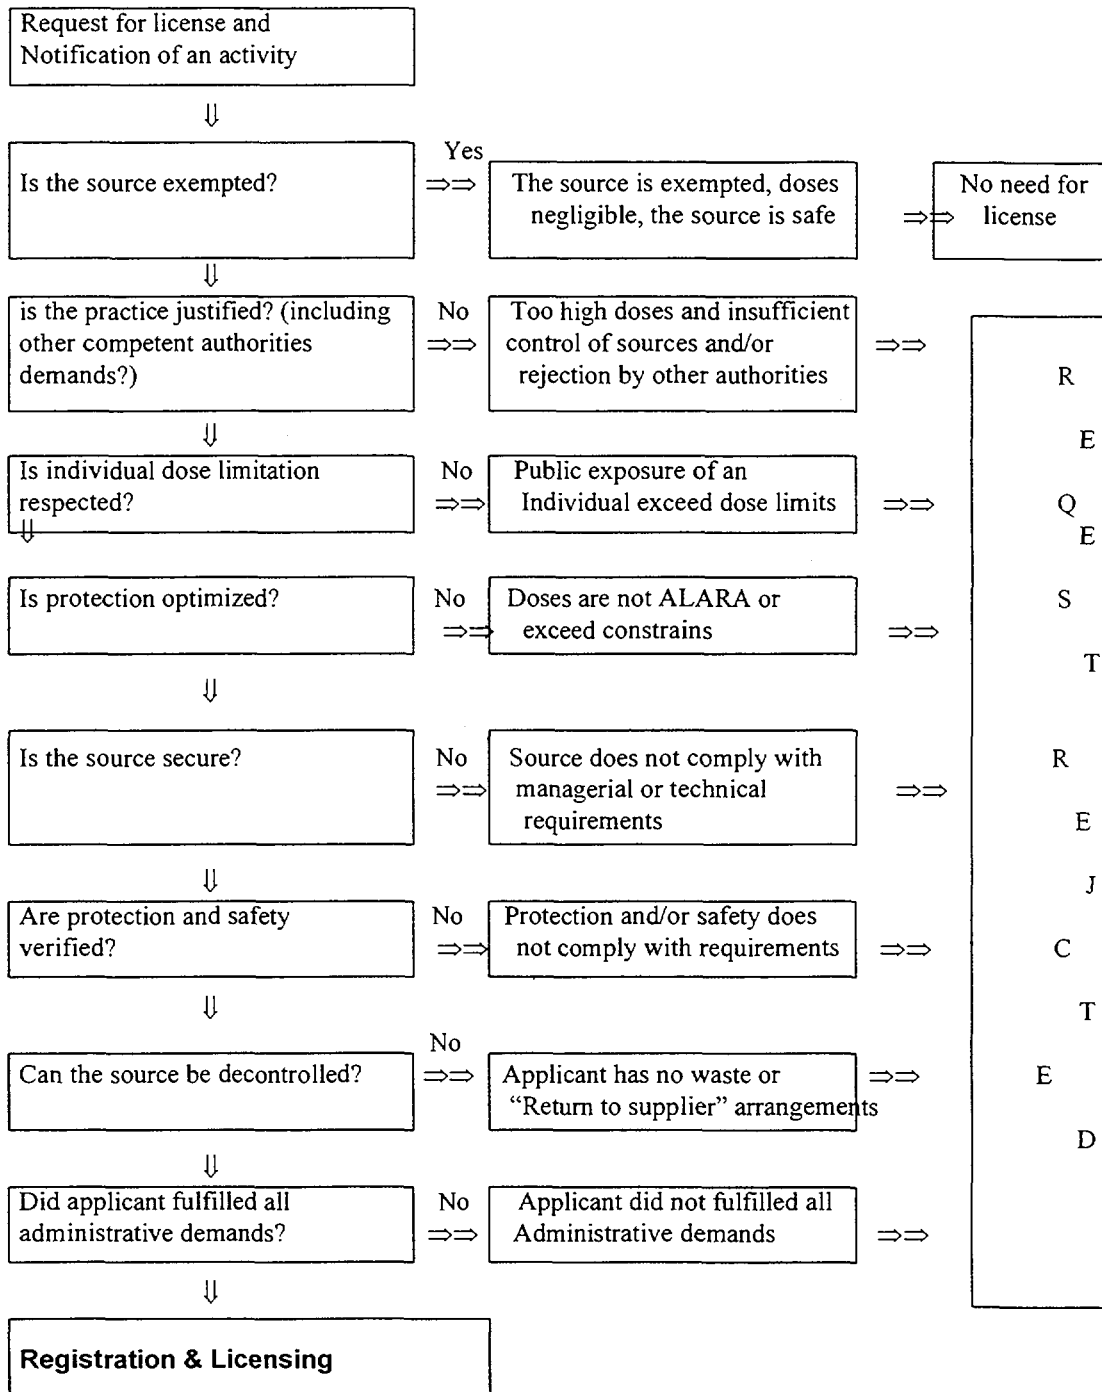 Request for license and
Notification of an activity
⇓
Is the source exempted?
Yes
⇒⇒
The source is exempted, doses
negligible, the source is safe
⇒⇒
No need for
license
⇓
is the practice justified? (including
other competent authorities
demands?)
No
⇒⇒
Too high doses and insufficient
control of sources and/or
rejection by other authorities
⇒⇒
⇓
Is individual dose limitation
respected?
⇓
No
⇒⇒
Public exposure of an
Individual exceed dose limits
⇒⇒
Is protection optimized?
No
⇒⇒
Doses are not ALARA or
exceed constrains
⇒⇒
⇓
Is the source secure?
No
⇒⇒
Source does not comply with
managerial or technical
requirements
⇒⇒
⇓
Are protection and safety
verified?
No
⇒⇒
Protection and/or safety does
not comply with requirements
⇒⇒
⇓
Can the source be decontrolled?
No
⇒⇒
Applicant has no waste or
“Return to supplier” arrangements
⇒⇒
⇓
Did applicant fulfilled all
administrative demands?
No
⇒⇒
Applicant did not fulfilled all
Administrative demands
⇒⇒
⇓
Registration & Licensing
R
E
Q
E
S
T
R
E
J
C
T
E
D